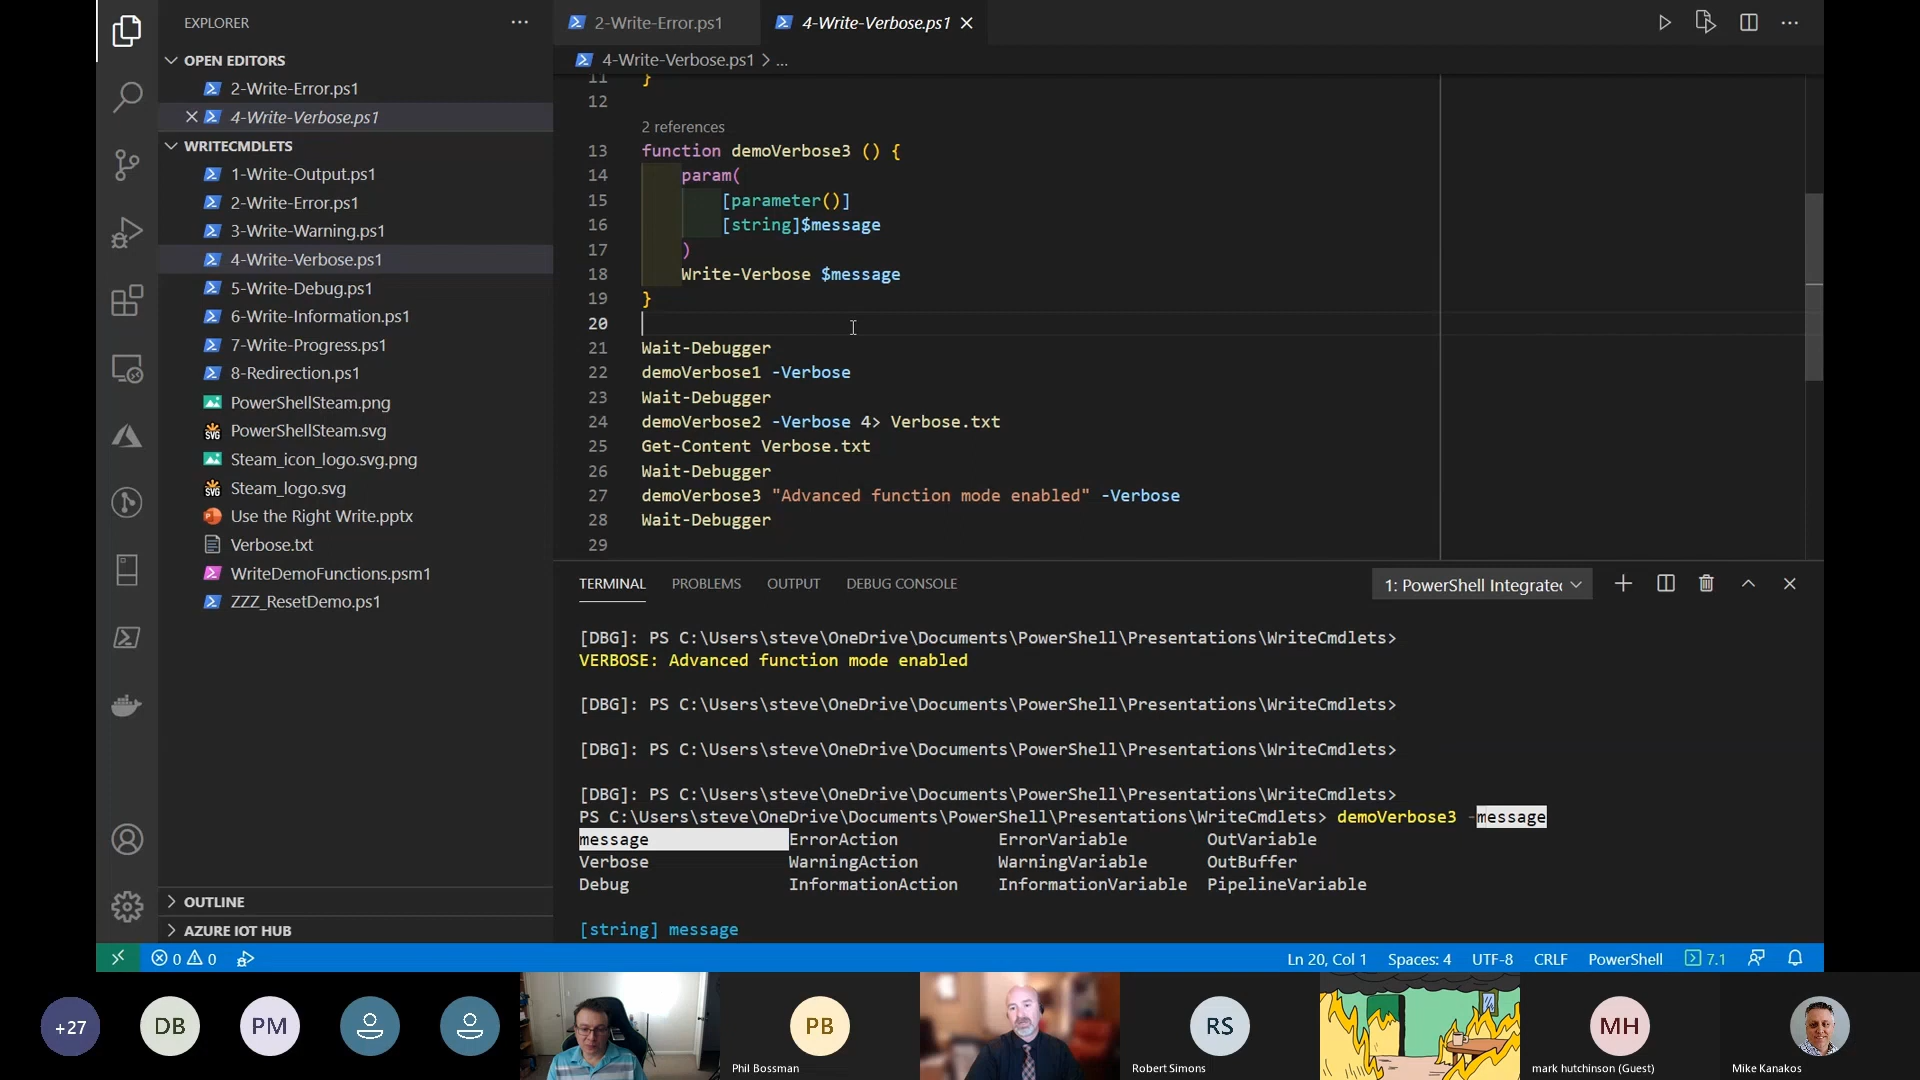 EXPLORER
OPEN EDITORS
2-Write-Error.ps1
4-Write-Verbose.ps1
WRITECMDLETS
1-Write-Output.ps1
2-Write-Error.ps1
3-Write-Warning.ps1
4-Write-Verbose.ps1
5-Write-Debug.ps1
6-Write-Information.ps1
7-Write-Progress.ps1
8-Redirection.ps1
PowerShellSteam.png
SVG PowerShellSteam.svg
Steam_icon_logo.svg.png
SVG Steam_logo.svg
Use the Right Write.pptx
Verbose.txt
WriteDemoFunctions.psm1
ZZZ_ResetDemo.ps1
OUTLINE
AZURE IOT HUB
2-Write-Error.ps1
4-Write-Verbose.ps1
4-Write-Verbose.ps1 > ...
11 }
12
2 references
13 function demoVerbose3 () {
14 param(
15 [parameter()]
16 [string]$message
17 )
18 Write-Verbose $message
19 }
20
21 Wait-Debugger
22 demoVerbose1 -Verbose
23 Wait-Debugger
24 demoVerbose2 -Verbose 4> Verbose.txt
25 Get-Content Verbose.txt
26 Wait-Debugger
27 demoVerbose3 "Advanced function mode enabled" -Verbose
28 Wait-Debugger
29
TERMINAL PROBLEMS OUTPUT DEBUG CONSOLE 1: PowerShell Integrated
[DBG]: PS C:\Users\steve\OneDrive\Documents\PowerShell\Presentations\WriteCmdlets>
VERBOSE: Advanced function mode enabled
[DBG]: PS C:\Users\steve\OneDrive\Documents\PowerShell\Presentations\WriteCmdlets>
[DBG]: PS C:\Users\steve\OneDrive\Documents\PowerShell\Presentations\WriteCmdlets>
[DBG]: PS C:\Users\steve\OneDrive\Documents\PowerShell\Presentations\WriteCmdlets>
PS C:\Users\steve\OneDrive\Documents\PowerShell\Presentations\WriteCmdlets> demoVerbose3 -message
message ErrorAction ErrorVariable OutVariable
Verbose WarningAction WarningVariable OutBuffer
Debug InformationAction InformationVariable PipelineVariable
[string] message
0 0 Ln 20, Col 1 Spaces: 4 UTF-8 CRLF PowerShell 7.1
+27 DB PM PB RS MH
Phil Bossman Robert Simons mark hutchinson (Guest) Mike Kanakos